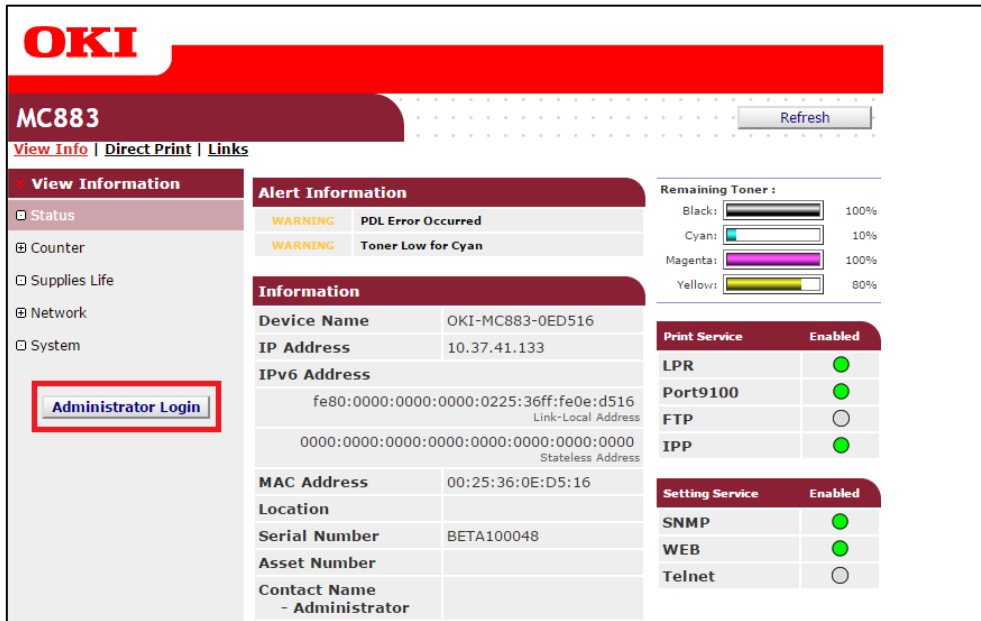 OKI
MC883
Refresh
View Info | Direct Print | Links
View Information
Status
Counter
Supplies Life
Network
System
Administrator Login
Alert Information
WARNING PDL Error Occurred
WARNING Toner Low for Cyan
Information
Device Name OKI-MC883-0ED516
IP Address 10.37.41.133
IPv6 Address
fe80:0000:0000:0000:0225:36ff:fe0e:d516
Link-Local Address
0000:0000:0000:0000:0000:0000:0000:0000
Stateless Address
MAC Address 00:25:36:0E:D5:16
Location
Serial Number BETA100048
Asset Number
Contact Name
- Administrator
Remaining Toner :
Black: 100%
Cyan: 10%
Magenta: 100%
Yellow: 80%
Print Service Enabled
LPR
Port9100
FTP
IPP
Setting Service Enabled
SNMP
WEB
Telnet